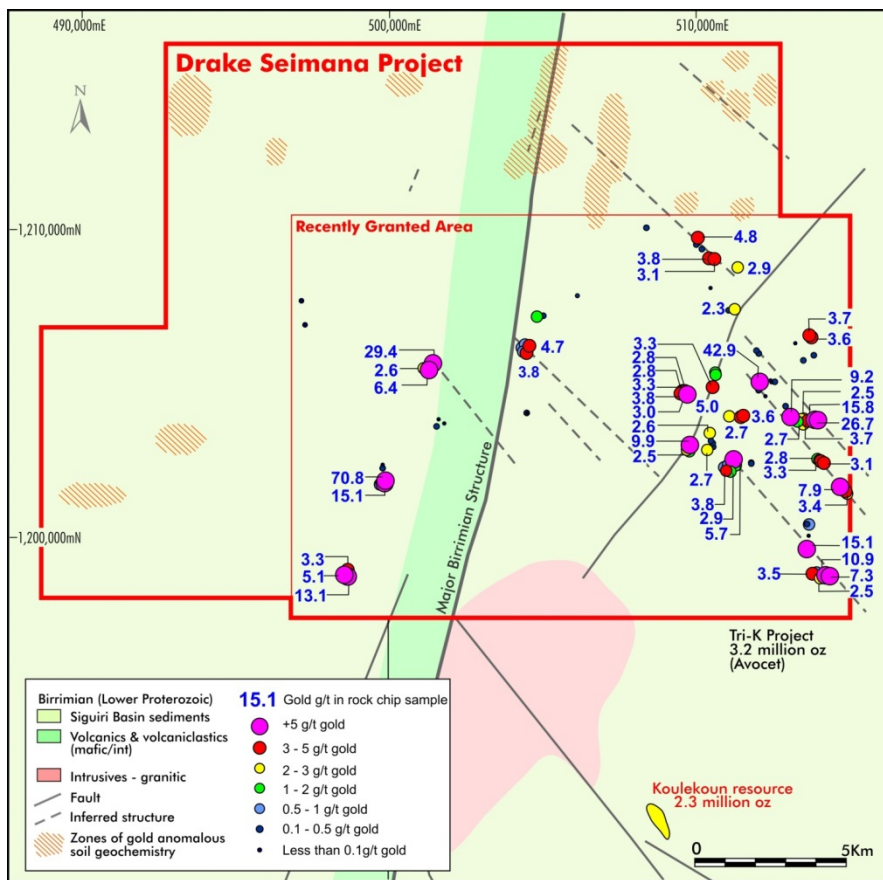 490,000mE
500,000mE
510,000mE
Drake Seimana Project
N
1,210,000mN
Recently Granted Area
4.8
3.8
3.1
2.9
2.3
3.7
3.6
4.7
3.8
29.4
2.6
6.4
3.3
2.8
2.8
3.3
3.8
3.0
42.9
5.0
9.2
2.5
15.8
26.7
3.7
3.6
2.7
2.7
2.6
9.9
2.5
2.7
2.8
3.3
3.1
70.8
15.1
3.8
2.9
5.7
7.9
3.4
1,200,000mN
Major Birrimian Structure
15.1
10.9
3.5
7.3
2.5
3.3
5.1
13.1
Tri-K Project
3.2 million oz
(Avocet)
Birrimian (Lower Proterozoic)
Siguiri Basin sediments
Volcanics & volcaniclastics
(mafic/int)
Intrusives - granitic
Fault
Inferred structure
Zones of gold anomalous
soil geochemistry
15.1 Gold g/t in rock chip sample
+5 g/t gold
3 - 5 g/t gold
2 - 3 g/t gold
1 - 2 g/t gold
0.5 - 1 g/t gold
0.1 - 0.5 g/t gold
Less than 0.1g/t gold
Koulekoun resource
2.3 million oz
0 5Km